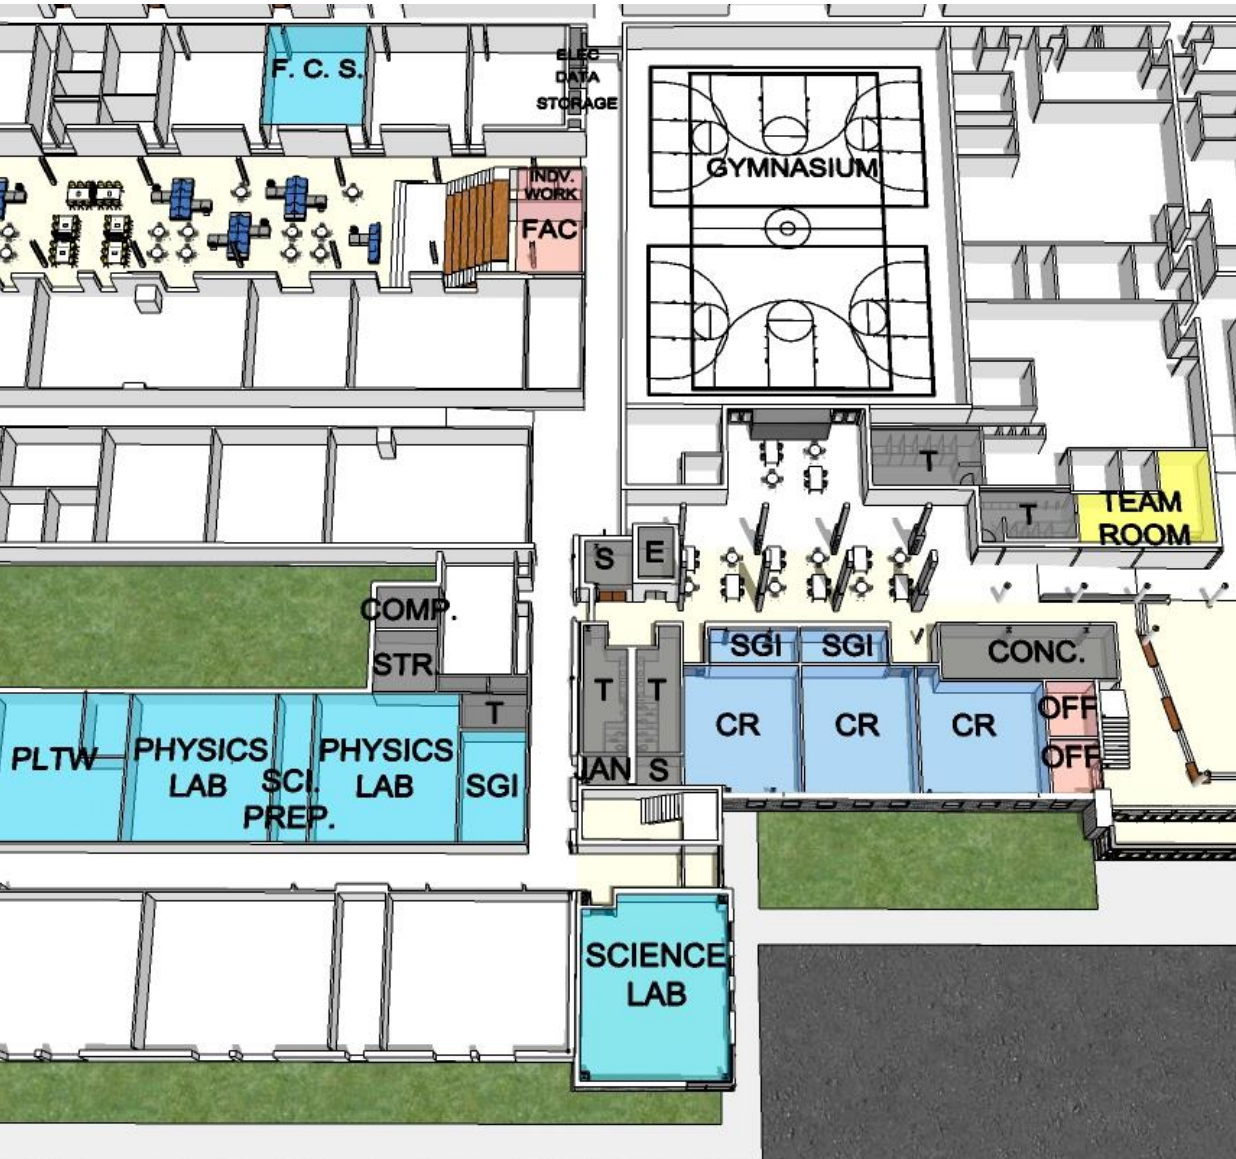 F. C. S.
ELEC
DATA
STORAGE
GYMNASIUM
INDV.
WORK
FAC
T
T
TEAM
ROOM
S
E
COMP.
STR.
SGI
SGI
CONC.
T
T
T
CR
CR
CR
OFF
OFF
PLTW
PHYSICS
LAB
SCI.
PREP.
PHYSICS
LAB
SGI
JAN
S
SCIENCE
LAB